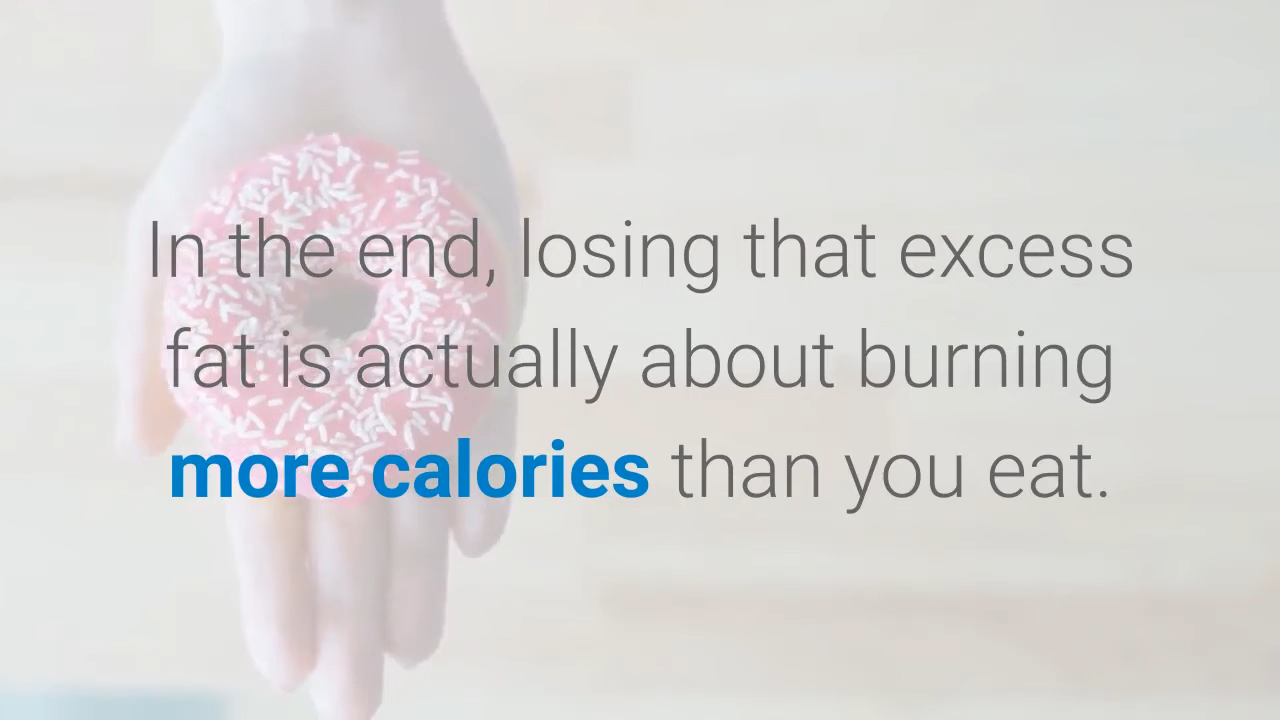 In the end, losing that excess
fat is actually about burning
more calories than you eat.